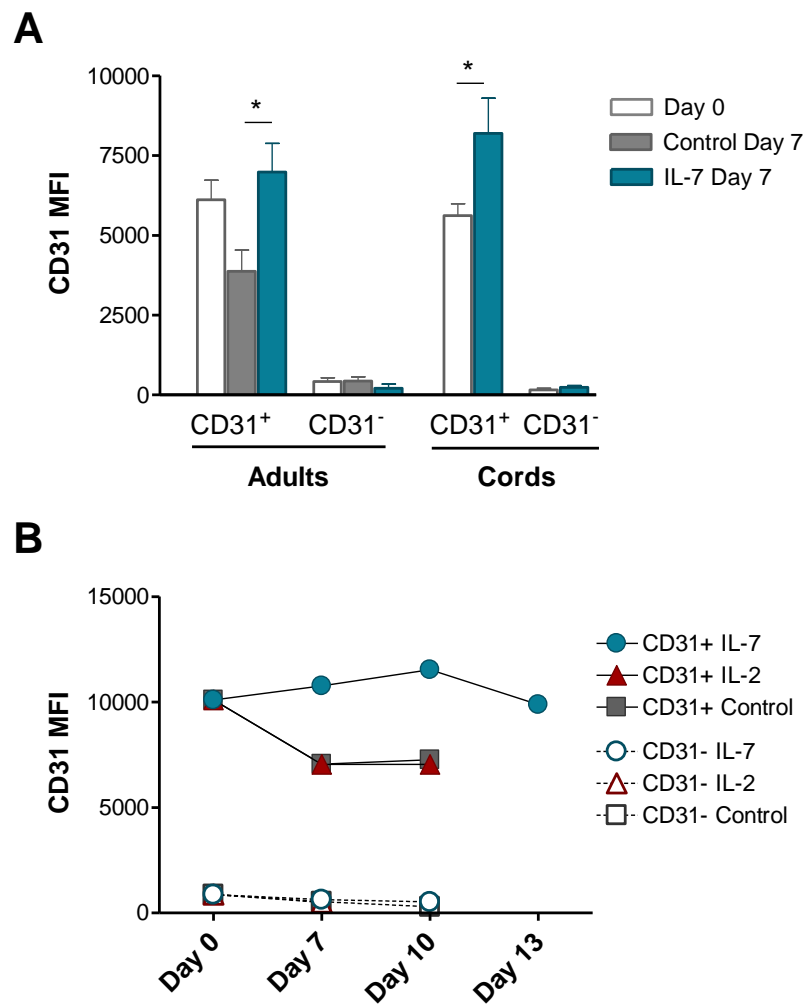 A
10000
7500
5000
2500
0
CD31 MFI
*
*
Day 0
Control Day 7
IL-7 Day 7
CD31+ CD31- CD31+ CD31-
Adults Cords
B
15000
10000
5000
0
CD31 MFI
CD31+ IL-7
CD31+ IL-2
CD31+ Control
CD31- IL-7
CD31- IL-2
CD31- Control
Day 0 Day 7 Day 10 Day 13